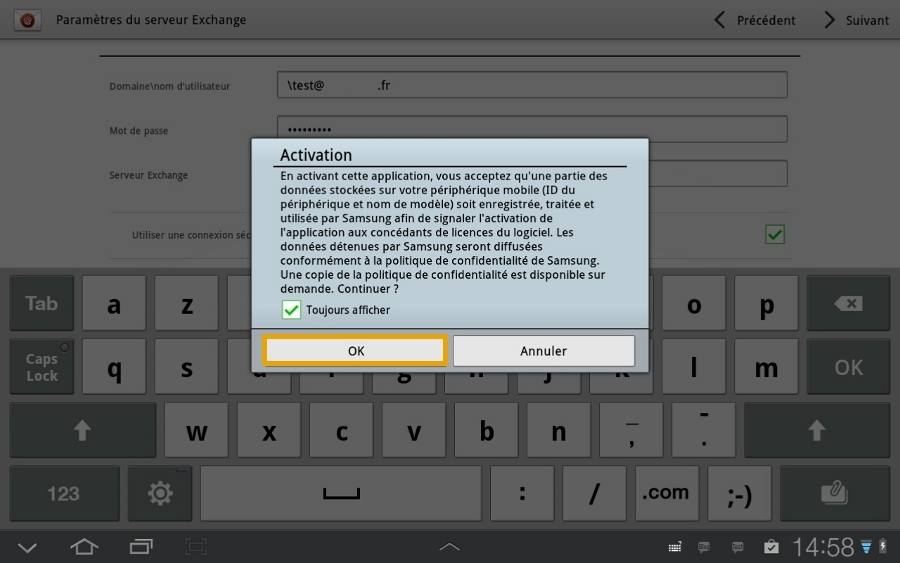 Paramètres du serveur Exchange
Précédent
Suivant
Domaine\nom d'utilisateur
\test@ .fr
Mot de passe
•••••••••
Serveur Exchange
Utiliser une connexion séc
Activation
En activant cette application, vous acceptez qu'une partie des
données stockées sur votre périphérique mobile (ID du
périphérique et nom de modèle) soit enregistrée, traitée et
utilisée par Samsung afin de signaler l'activation de
l'application aux concédants de licences du logiciel. Les
données détenues par Samsung seront diffusées
conformément à la politique de confidentialité de Samsung.
Une copie de la politique de confidentialité est disponible sur
demande. Continuer ?
Toujours afficher
OK
Annuler
Tab a z o p
Caps Lock q s g j k l m OK
w x c v b n _ , - .
123 : / .com ;-)
14:58